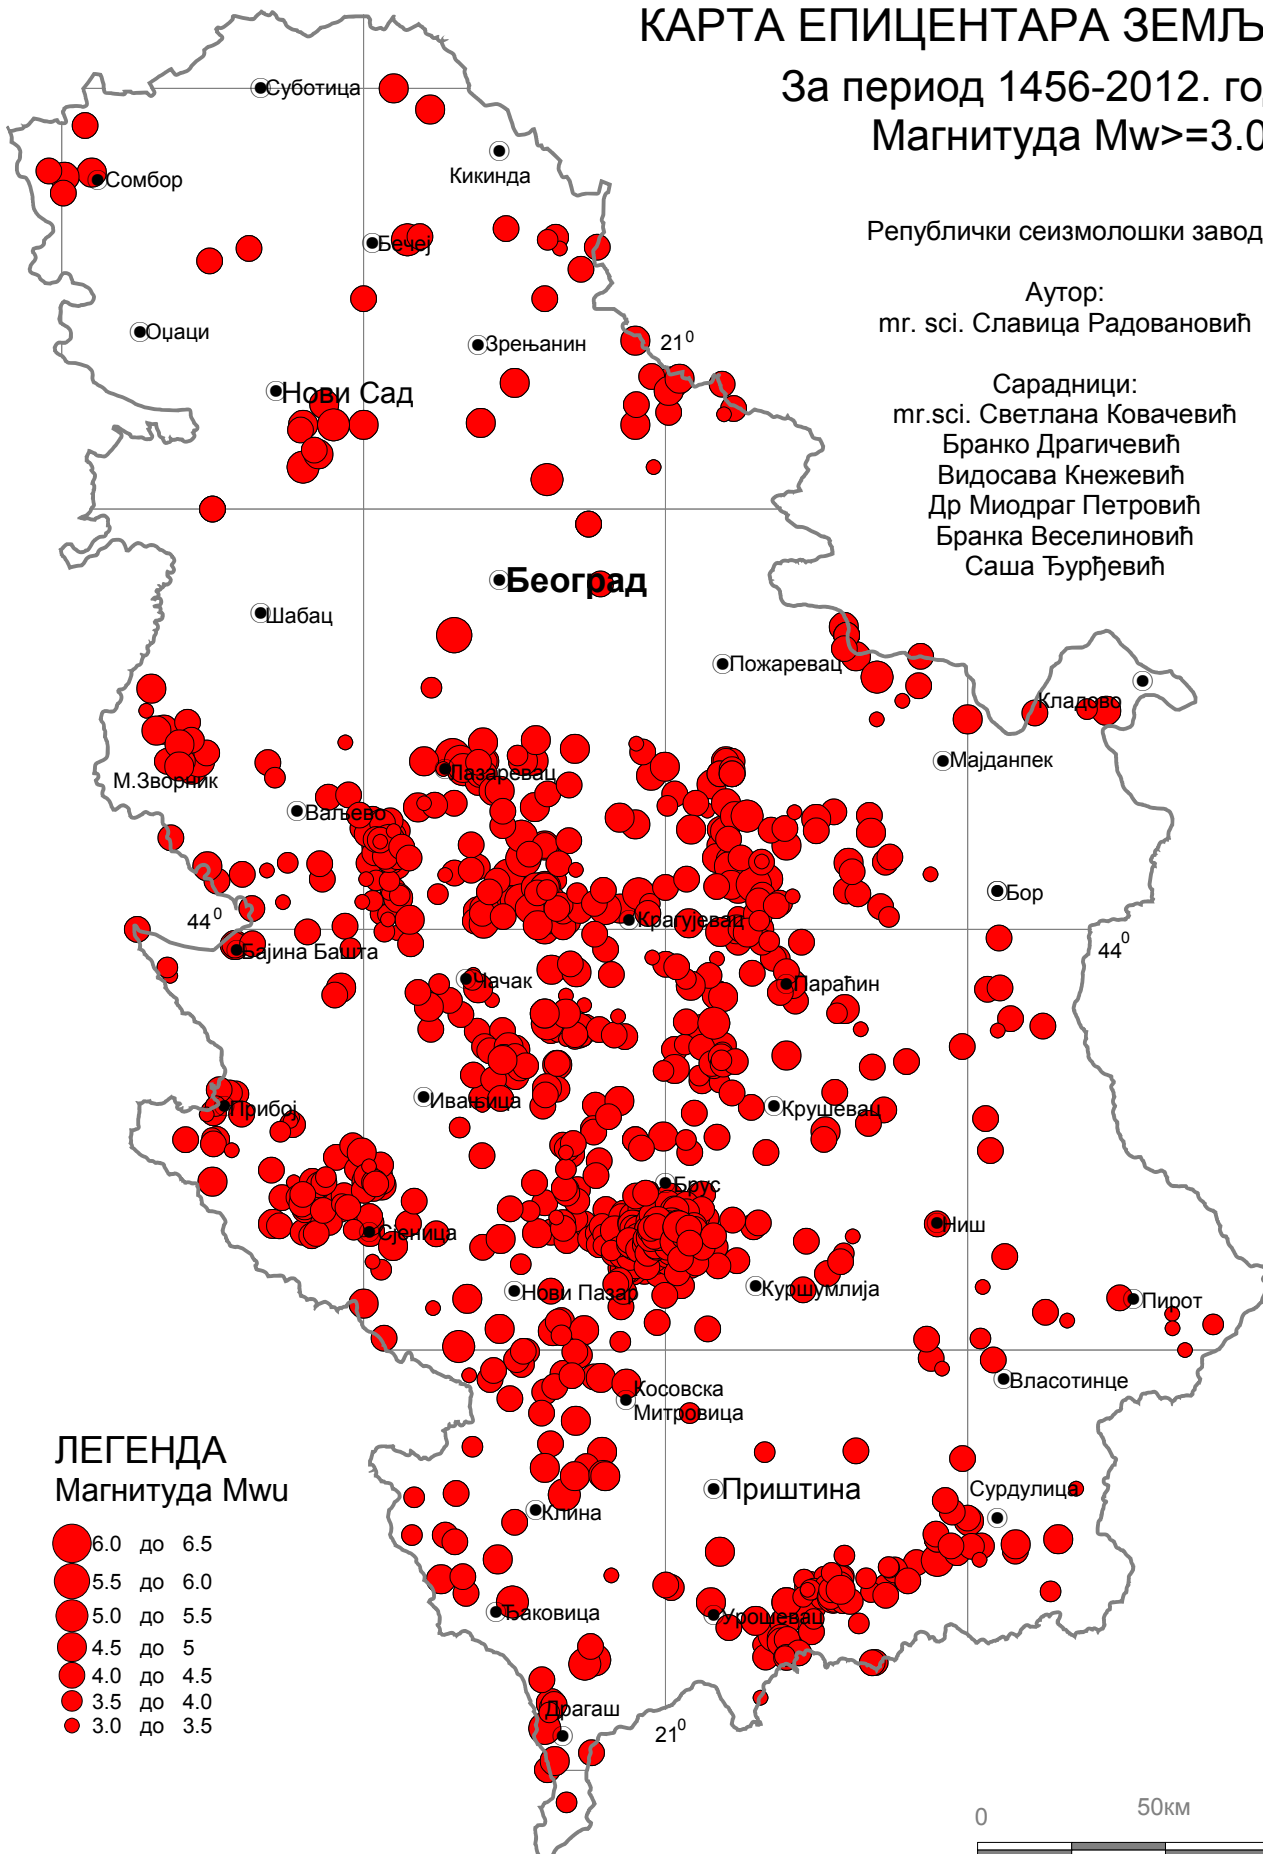 КАРТА ЕПИЦЕНТАРА ЗЕМЉ
За период 1456-2012. го
Магнитуда Mw>=3.0
Републички сеизмолошки завод
Аутор:
mr. sci. Славица Радовановић
Сарадници:
mr.sci. Светлана Ковачевић
Бранко Драгичевић
Видосава Кнежевић
Др Миодраг Петровић
Бранка Веселиновић
Саша Ђурђевић
Суботица
Кикинда
Сомбор
Бечеј
Оџаци
Зрењанин
21⁰
Нови Сад
Београд
Шабац
Пожаревац
Кладово
Мајданпек
М.Зворник
Лазаревац
Ваљево
Бор
44⁰
Крагујевац
44⁰
Бајина Башта
Чачак
Параћин
Ивањица
Крушевац
Прибој
Брус
Ниш
Сјеница
Нови Пазар
Куршумлија
Пирот
Власотинце
Косовска
Митровица
Приштина
Сурдулица
Клина
Ђаковица
Урошевац
Драгаш
21⁰
ЛЕГЕНДА
Магнитуда Mwu
6.0 до 6.5
5.5 до 6.0
5.0 до 5.5
4.5 до 5
4.0 до 4.5
3.5 до 4.0
3.0 до 3.5
0 50км